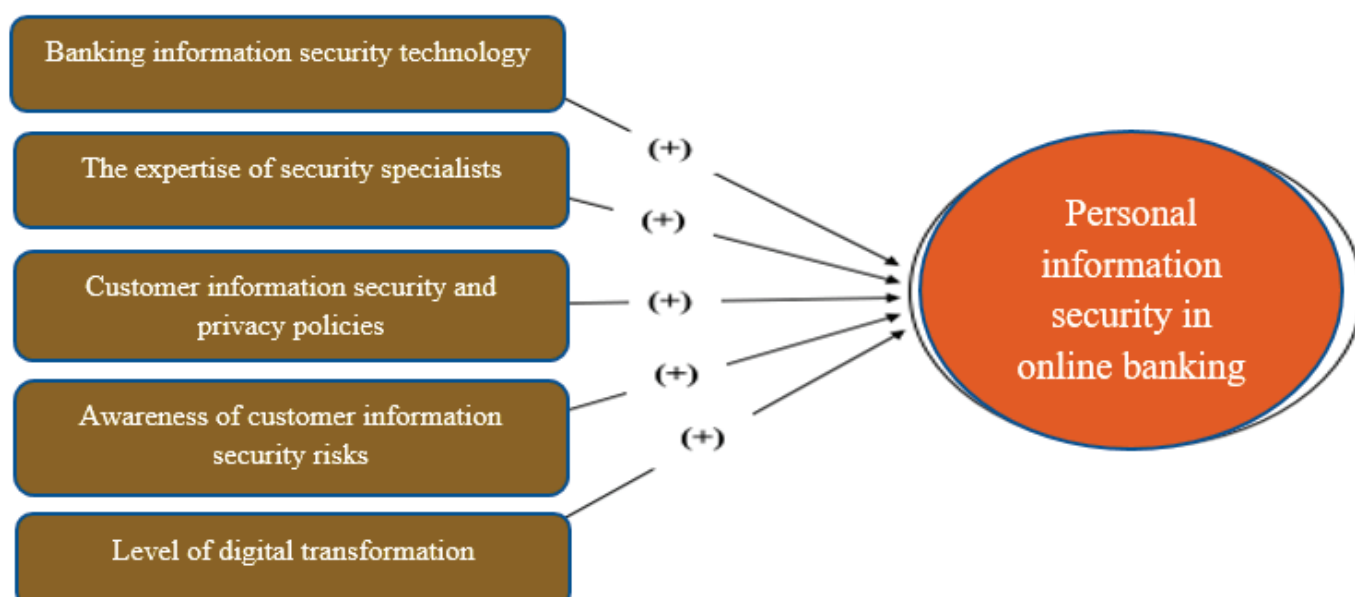 Banking information security technology
(+)
The expertise of security specialists
(+)
Customer information security and
privacy policies
(+)
Awareness of customer information
security risks
(+)
Level of digital transformation
(+)
Personal
information
security in
online banking